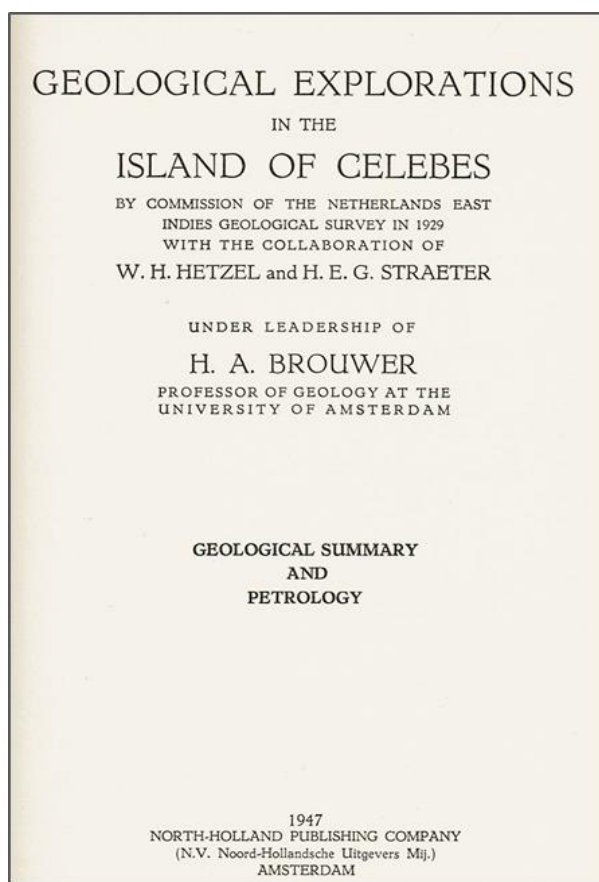 GEOLOGICAL EXPLORATIONS
IN THE
ISLAND OF CELEBES
BY COMMISSION OF THE NETHERLANDS EAST
INDIES GEOLOGICAL SURVEY IN 1929
WITH THE COLLABORATION OF
W. H. HETZEL and H. E. G. STRAETER
UNDER LEADERSHIP OF
H. A. BROUWER
PROFESSOR OF GEOLOGY AT THE
UNIVERSITY OF AMSTERDAM
GEOLOGICAL SUMMARY
AND
PETROLOGY
1947
NORTH-HOLLAND PUBLISHING COMPANY
(N.V. Noord-Hollandsche Uitgevers Mij.)
AMSTERDAM